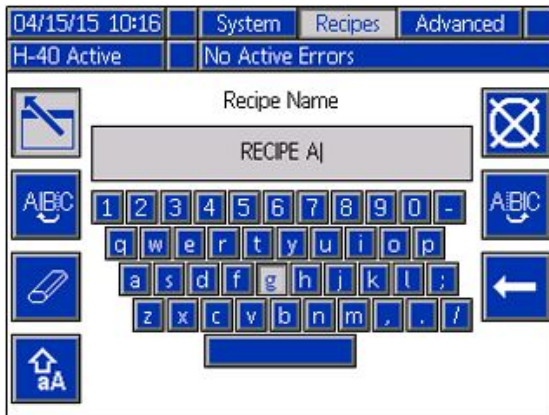 04/15/15 10:16 System Recipes Advanced
H-40 Active No Active Errors
Recipe Name
RECIPE A
ABC 1 2 3 4 5 6 7 8 9 0 - ABC
q w e r t y u i o p
a s d f g h j k l ;
z x c v b n m , . /
aA